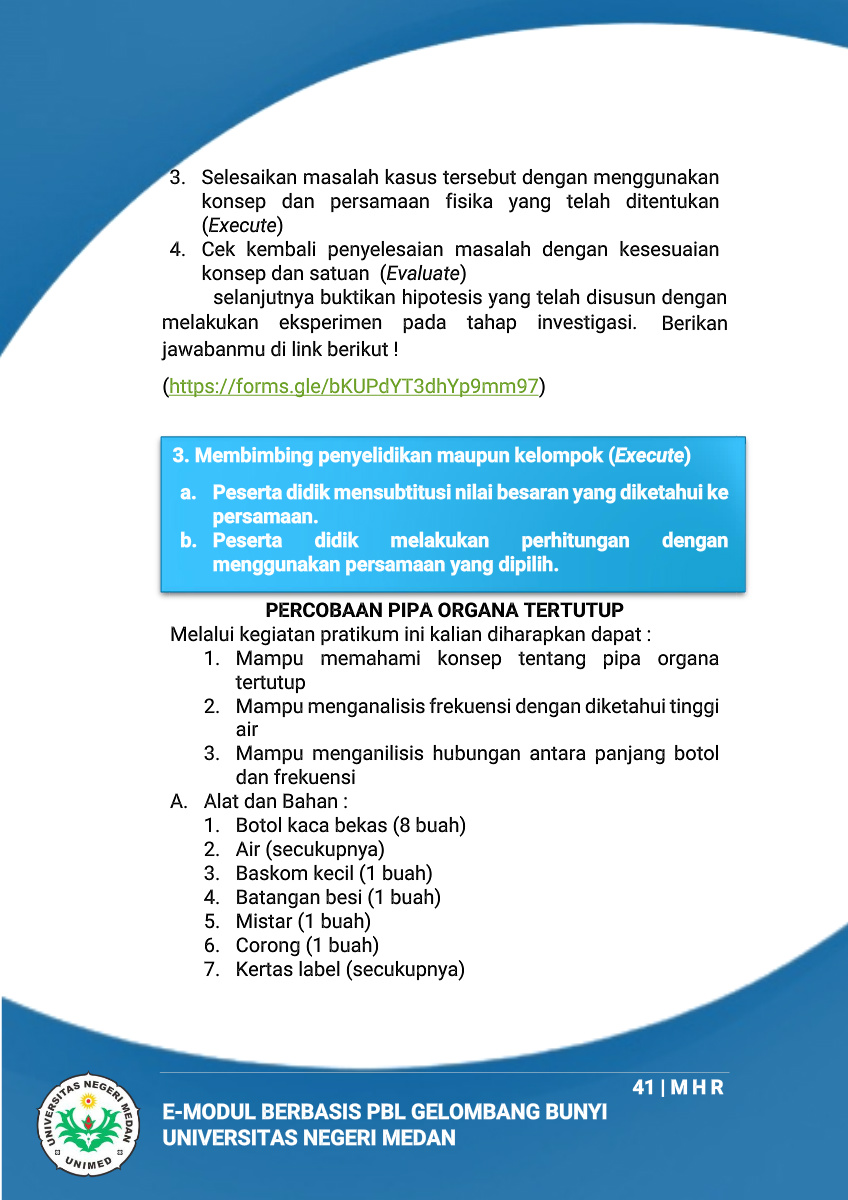 3. Selesaikan masalah kasus tersebut dengan menggunakan
konsep dan persamaan fisika yang telah ditentukan
(Execute)
4. Cek kembali penyelesaian masalah dengan kesesuaian
konsep dan satuan (Evaluate)
selanjutnya buktikan hipotesis yang telah disusun dengan
melakukan eksperimen pada tahap investigasi. Berikan
jawabanmu di link berikut !
(https://forms.gle/bKUPdYT3dhYp9mm97)
3. Membimbing penyelidikan maupun kelompok (Execute)
a. Peserta didik mensubtitusi nilai besaran yang diketahui ke
persamaan.
b. Peserta didik melakukan perhitungan dengan
menggunakan persamaan yang dipilih.
PERCOBAAN PIPA ORGANA TERTUTUP
Melalui kegiatan pratikum ini kalian diharapkan dapat :
1. Mampu memahami konsep tentang pipa organa
tertutup
2. Mampu menganalisis frekuensi dengan diketahui tinggi
air
3. Mampu menganilisis hubungan antara panjang botol
dan frekuensi
A. Alat dan Bahan :
1. Botol kaca bekas (8 buah)
2. Air (secukupnya)
3. Baskom kecil (1 buah)
4. Batangan besi (1 buah)
5. Mistar (1 buah)
6. Corong (1 buah)
7. Kertas label (secukupnya)
41 | M H R
E-MODUL BERBASIS PBL GELOMBANG BUNYI
UNIVERSITAS NEGERI MEDAN
UNIVERSITAS NEGERI MEDAN
UNIMED